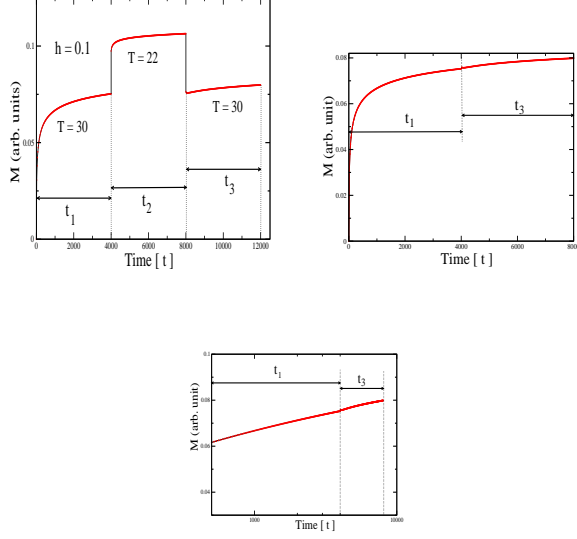 h = 0.1
T = 22
T = 30
T = 30
t1
t2
t3
0.1
0.05
0
0
2000
4000
6000
8000
10000
12000
M (arb. units)
Time [ t ]
0.08
0.06
0.04
0.02
0
0
2000
4000
6000
8000
t1
t3
M (arb. unit)
Time [ t ]
0.1
0.08
0.06
0.04
1000
10000
t1
t3
M (arb. unit)
Time [ t ]